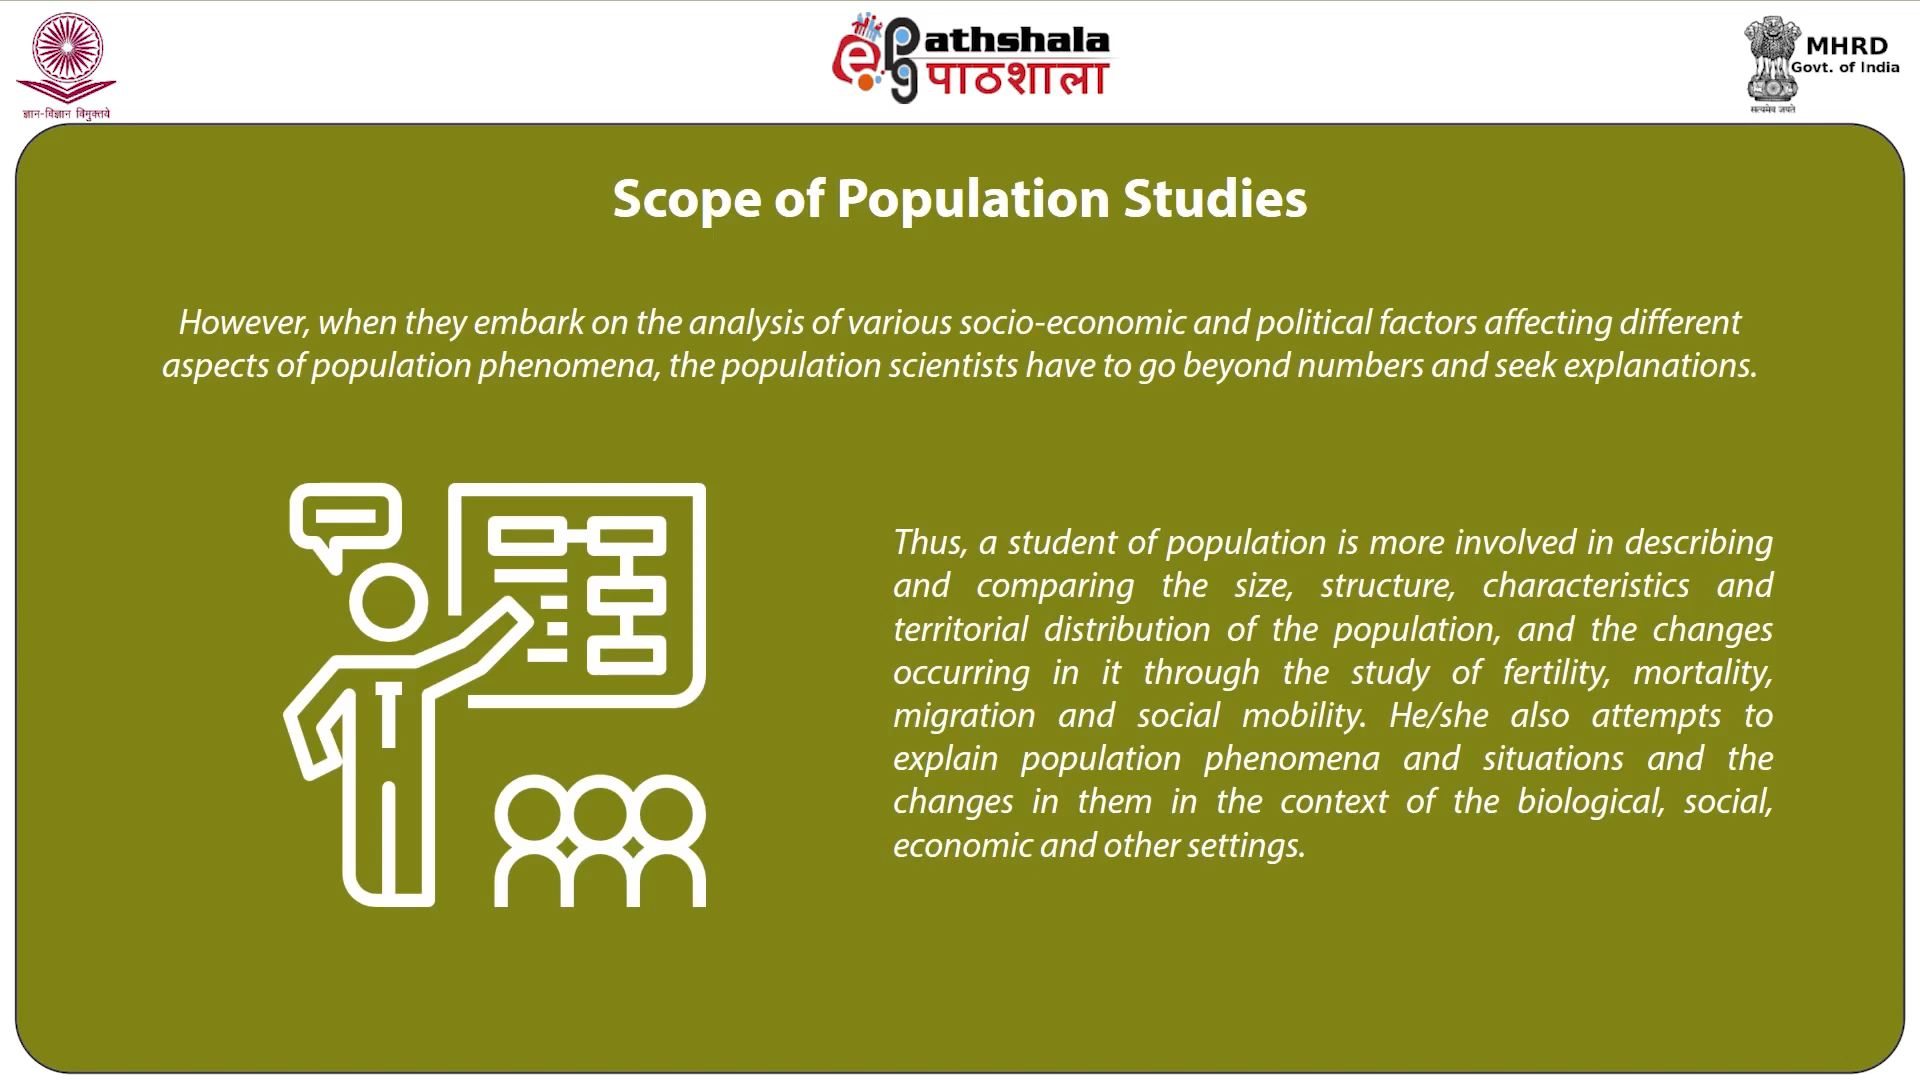 ज्ञान-विज्ञान विमुक्तये
e
pg
athshala
पाठशाला
MHRD
Govt. of India
सत्यमेव जयते
Scope of Population Studies
However, when they embark on the analysis of various socio-economic and political factors affecting different
aspects of population phenomena, the population scientists have to go beyond numbers and seek explanations.
Thus, a student of population is more involved in describing
and comparing the size, structure, characteristics and
territorial distribution of the population, and the changes
occurring in it through the study of fertility, mortality,
migration and social mobility. He/she also attempts to
explain population phenomena and situations and the
changes in them in the context of the biological, social,
economic and other settings.